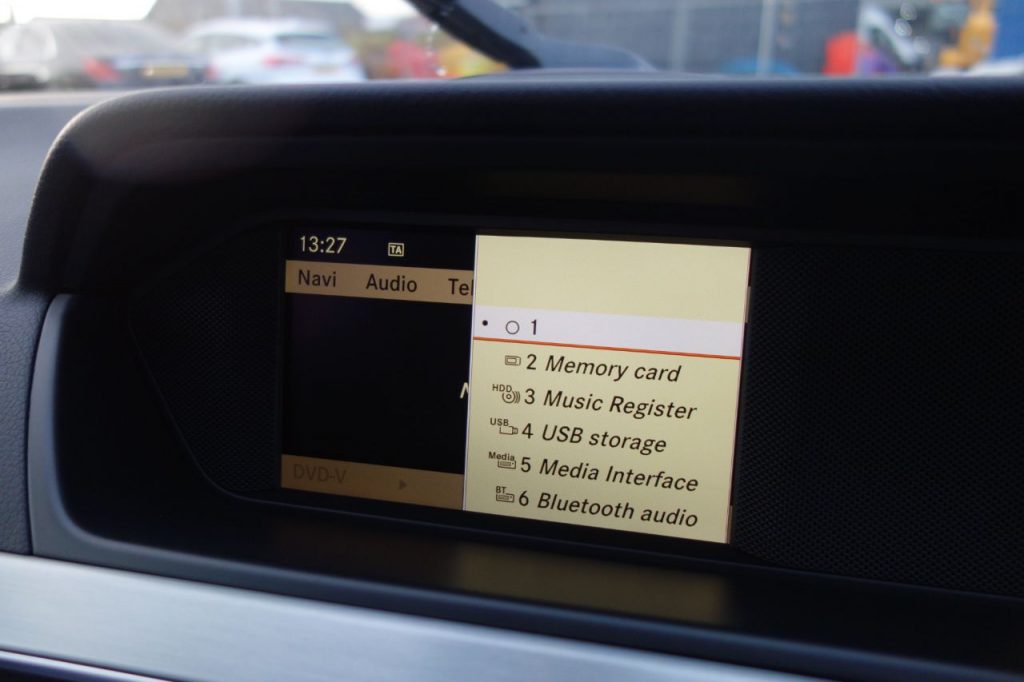 13:27 TA
Navi Audio Tel
1
2 Memory card
HDD 3 Music Register
USB 4 USB storage
Media 5 Media Interface
BT 6 Bluetooth audio
DVD-V